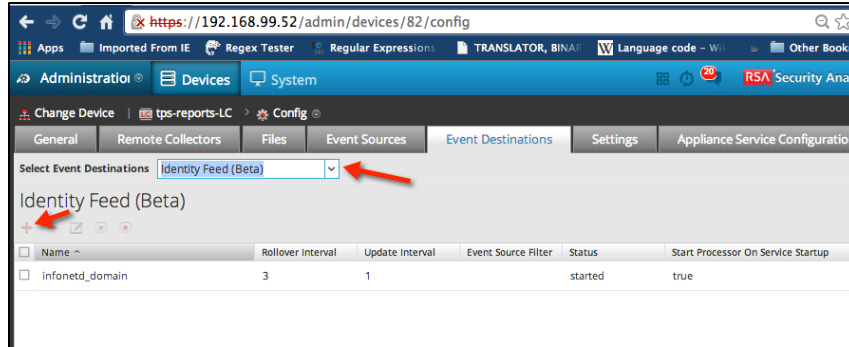 https://192.168.99.52/admin/devices/82/config
Apps Imported From IE Regex Tester Regular Expressions TRANSLATOR, BINAR Language code – Wi » Other Book
Administration Devices System 20 RSA Security Ana
Change Device | tps-reports-LC > Config
General Remote Collectors Files Event Sources Event Destinations Settings Appliance Service Configuratio
Select Event Destinations Identity Feed (Beta)
Identity Feed (Beta)
Name Rollover Interval Update Interval Event Source Filter Status Start Processor On Service Startup
infonetd_domain 3 1 started true